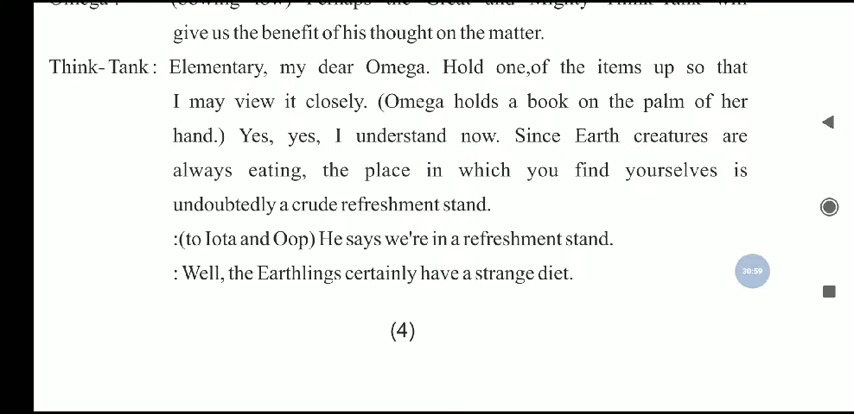 give us the benefit of his thought on the matter.
Think-Tank: Elementary, my dear Omega. Hold one,of the items up so that
I may view it closely. (Omega holds a book on the palm of her
hand.) Yes, yes, I understand now. Since Earth creatures are
always eating, the place in which you find yourselves is
undoubtedly a crude refreshment stand.
:(to Iota and Oop) He says we're in a refreshment stand.
: Well, the Earthlings certainly have a strange diet.
30:59
(4)